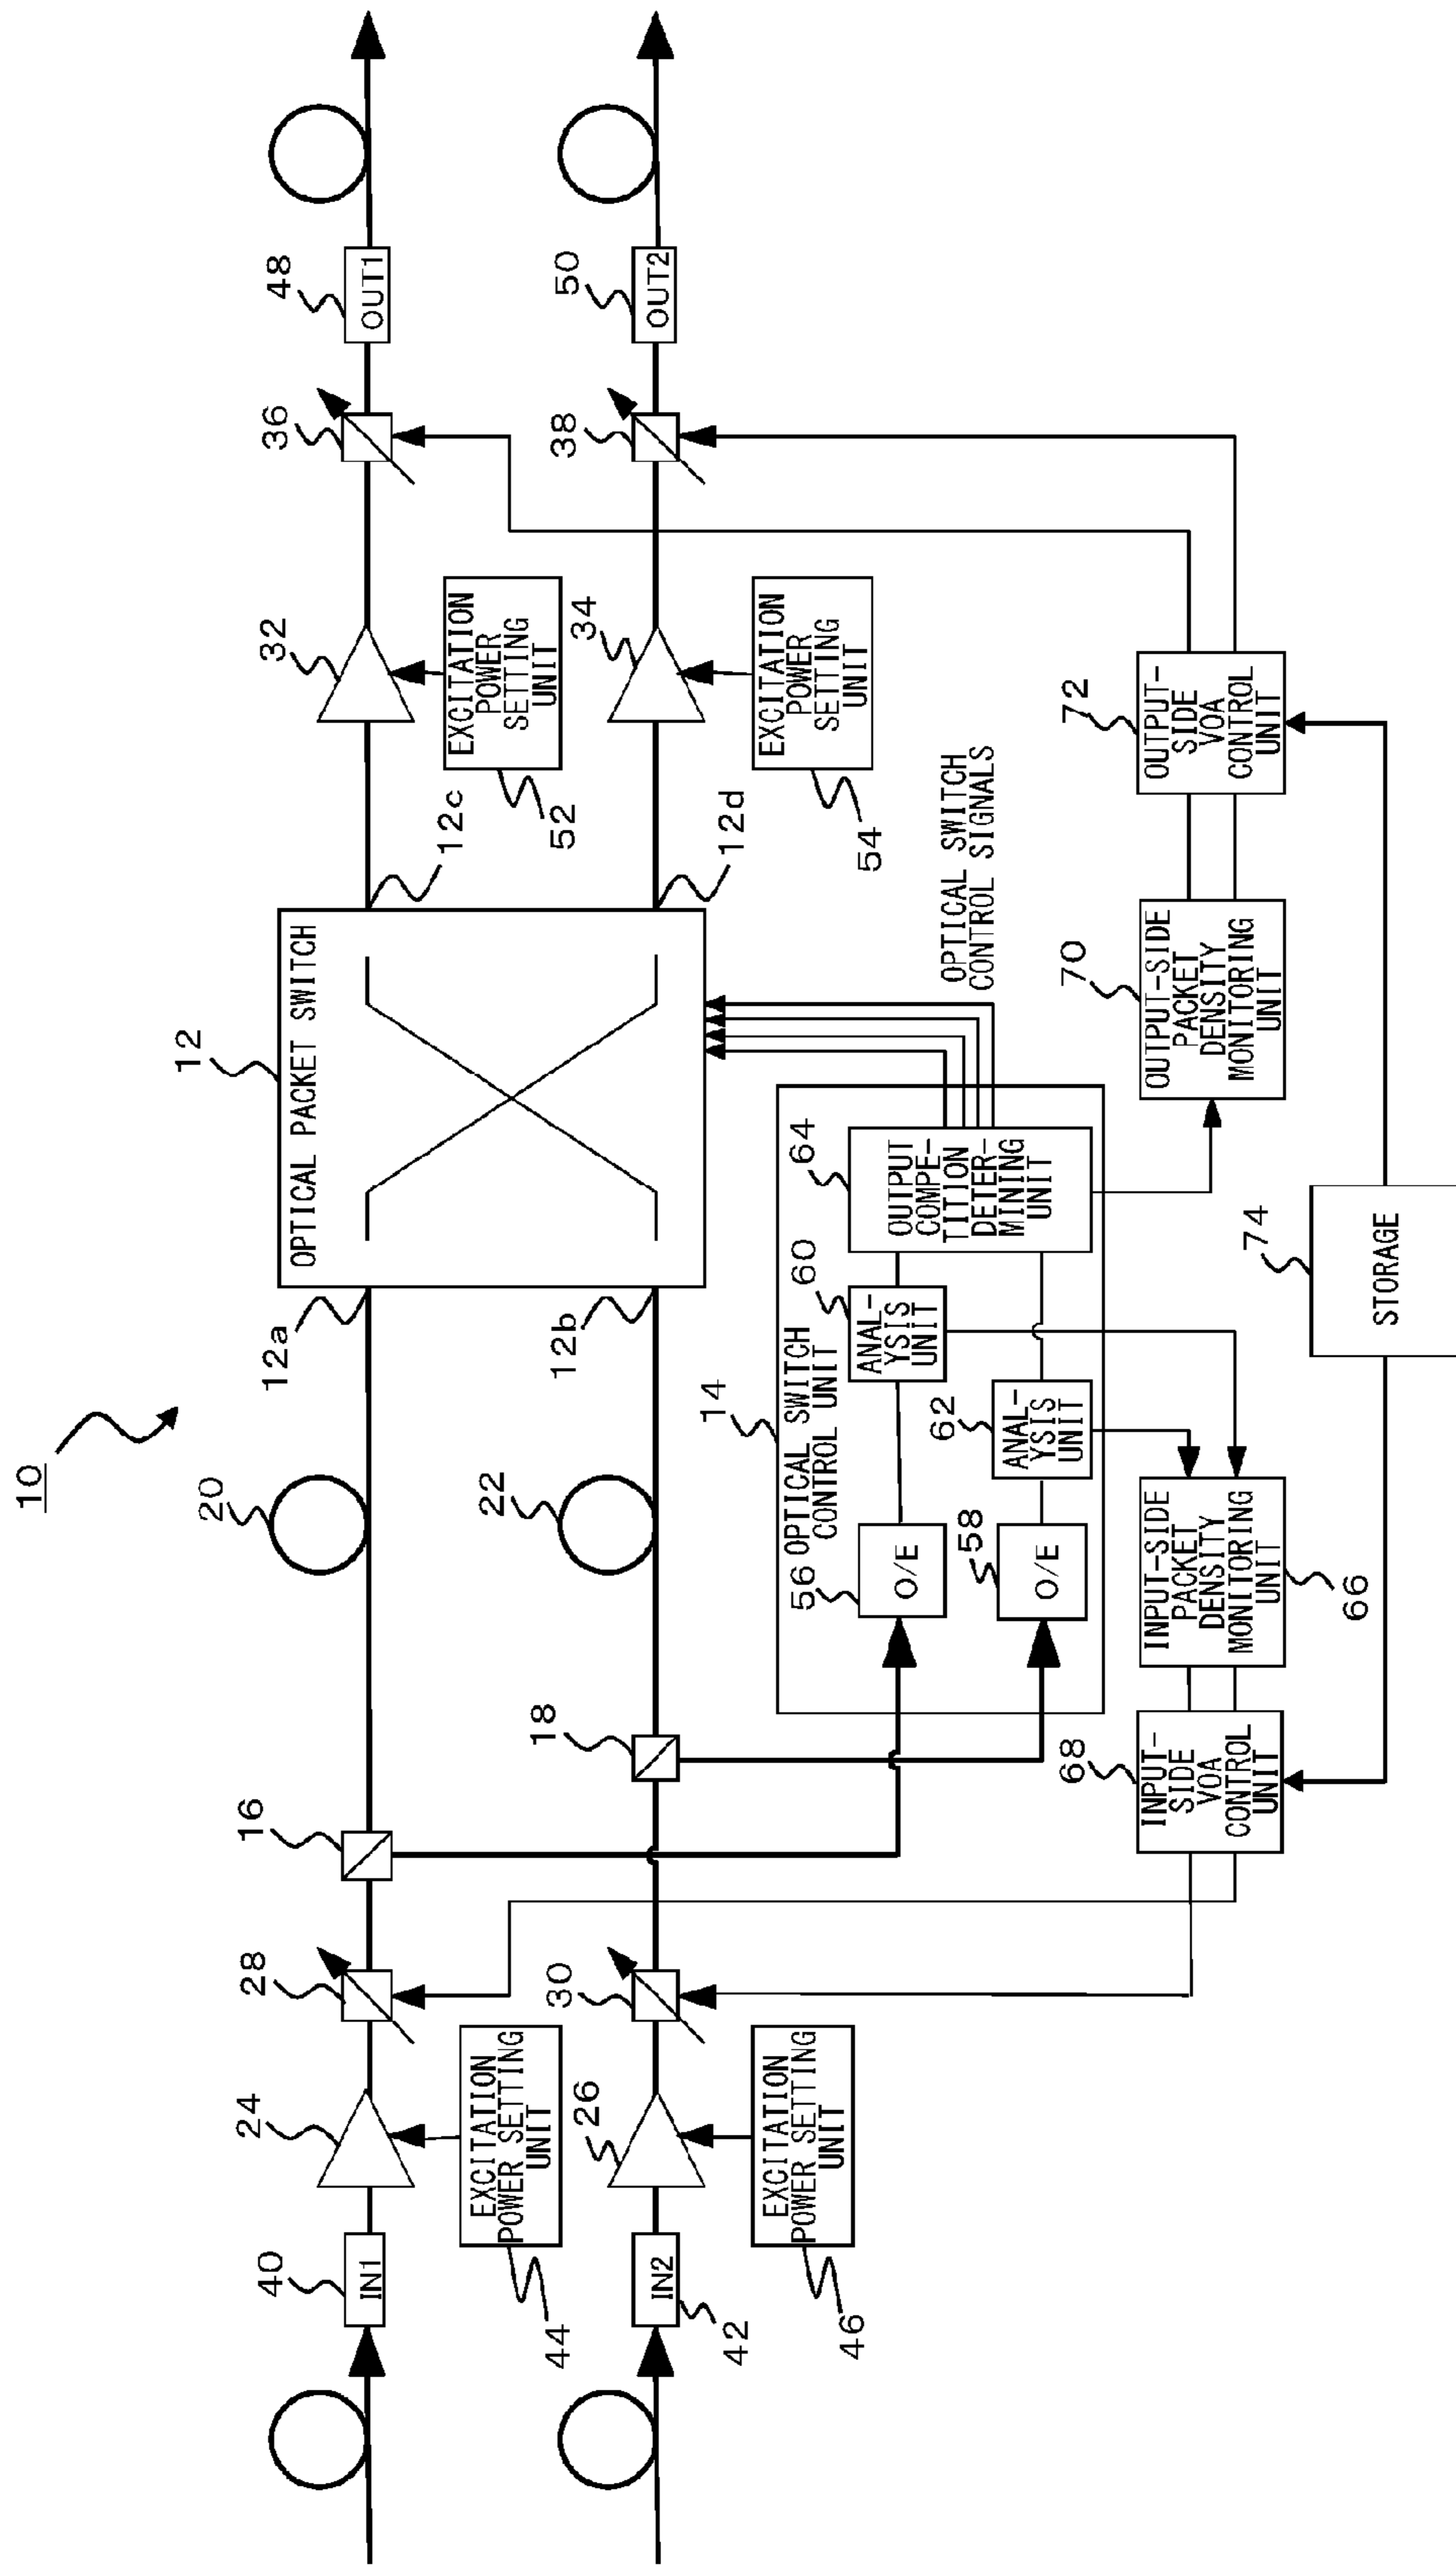 10
40
IN1
24
28
16
20
12a
12
OPTICAL PACKET SWITCH
12c
32
36
48
OUT1
44
EXCITATION
POWER SETTING
UNIT
52
EXCITATION
POWER
SETTING
UNIT
42
IN2
26
30
18
22
12b
12d
34
38
50
OUT2
46
EXCITATION
POWER SETTING
UNIT
54
EXCITATION
POWER
SETTING
UNIT
14
OPTICAL SWITCH
CONTROL UNIT
56
O/E
60
ANAL-
YSIS
UNIT
64
OUTPUT
COMPE-
TITION
DETER-
MINING
UNIT
58
O/E
62
ANAL-
YSIS
UNIT
OPTICAL SWITCH
CONTROL SIGNALS
68
INPUT-
SIDE
VOA
CONTROL
UNIT
66
INPUT-SIDE
PACKET
DENSITY
MONITORING
UNIT
70
OUTPUT-SIDE
PACKET
DENSITY
MONITORING
UNIT
72
OUTPUT-
SIDE
VOA
CONTROL
UNIT
74
STORAGE